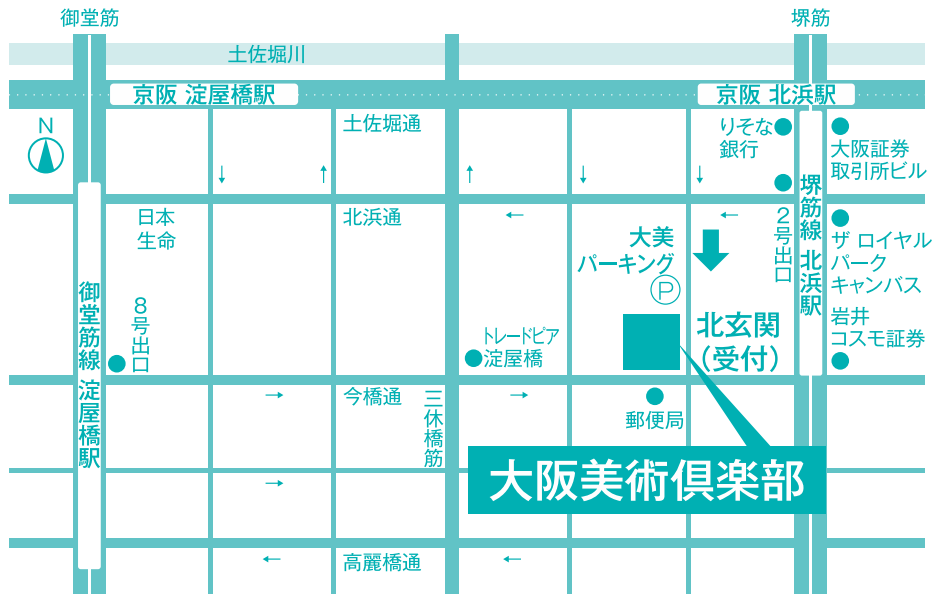 御堂筋
堺筋
土佐堀川
京阪 淀屋橋駅
京阪 北浜駅
N
土佐堀通
りそな
銀行
大阪証券
取引所ビル
日本
生命
北浜通
大美
パーキング
P
2号出口
堺筋線 北浜駅
ザ ロイヤル
パーク
キャンバス
御堂筋線 淀屋橋駅
8号出口
トレードピア
淀屋橋
北玄関
（受付）
岩井
コスモ証券
今橋通
三休橋筋
郵便局
大阪美術倶楽部
高麗橋通